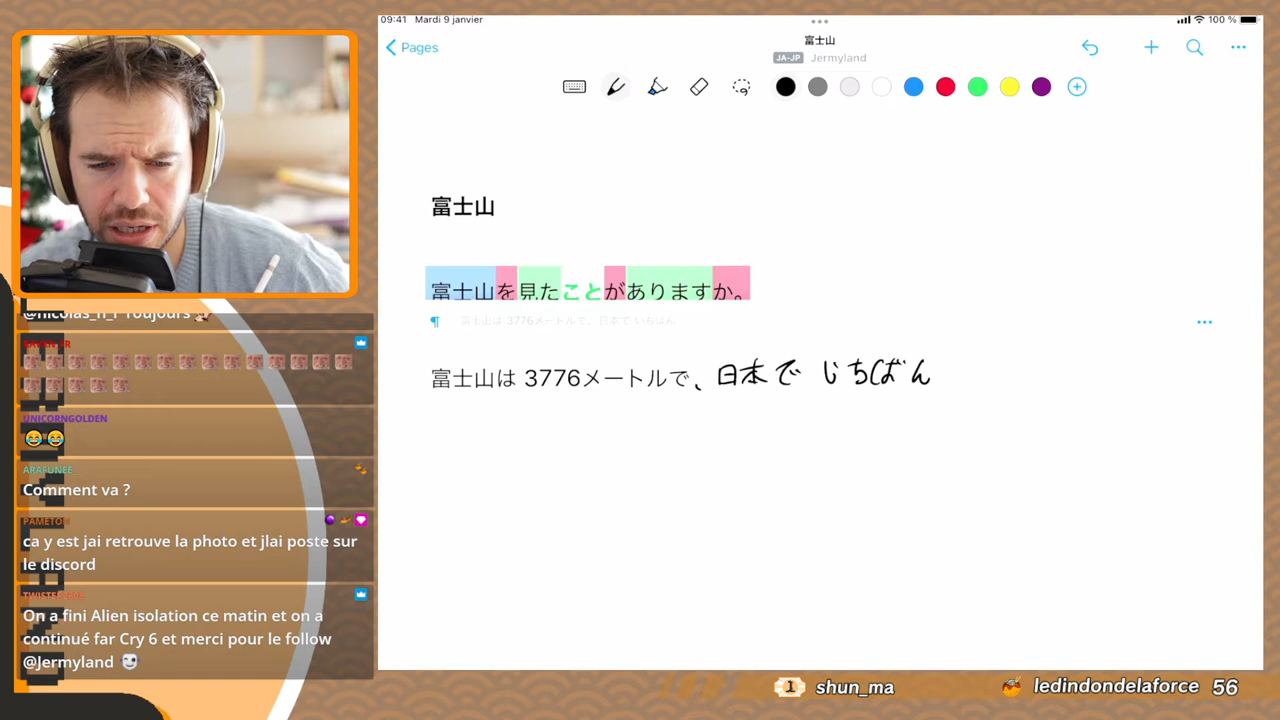 09:41 Mardi 9 janvier
100 %
Pages
富士山
JA-JP Jermyland
富士山
富士山を見たことがありますか。
富士山は 3776メートルで、日本で いちばん
富士山は 3776メートルで、日本で いちばん
Toujours
UNICORNGOLDEN
ARAFUNEE
Comment va ?
ca y est jai retrouve la photo et jlai poste sur
le discord
On a fini Alien isolation ce matin et on a
continué far Cry 6 et merci pour le follow
@Jermyland
1 shun_ma
ledindondelaforce 56